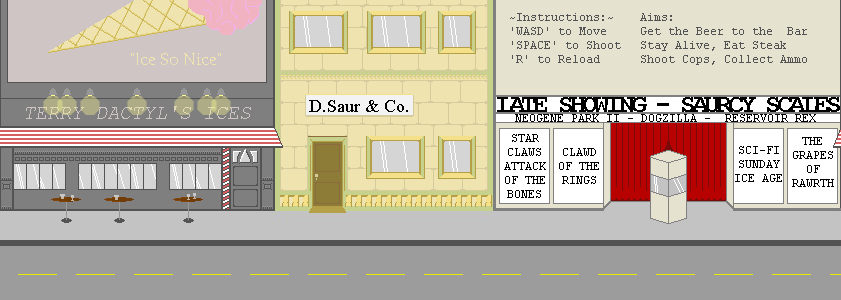 "Ice So Nice"
TERRY DACTYL'S ICES
D.Saur & Co.
~Instructions:~
'WASD' to Move
'SPACE' to Shoot
'R' to Reload
Aims:
Get the Beer to the Bar
Stay Alive, Eat Steak
Shoot Cops, Collect Ammo
LATE SHOWING - SAURCY SCALES
NEOGENE PARK II - DOGZILLA - RESERVOIR REX
STAR
CLAWS
ATTACK
OF THE
BONES
CLAWD
OF THE
RINGS
SCI-FI
SUNDAY
ICE AGE
THE
GRAPES
OF
RAWRTH